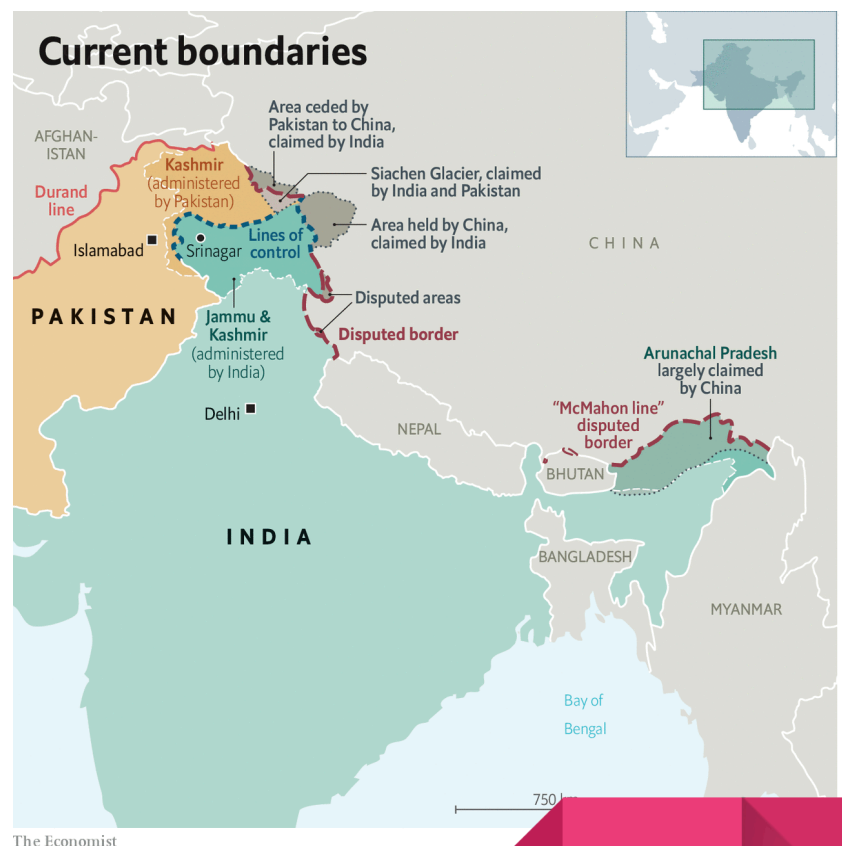 Current boundaries
Area ceded by
Pakistan to China,
claimed by India
AFGHAN-
ISTAN
Kashmir
(administered
by Pakistan)
Siachen Glacier, claimed
by India and Pakistan
Durand
line
Area held by China,
claimed by India
CHINA
Islamabad
Srinagar
Lines of
control
Disputed areas
PAKISTAN
Jammu &
Kashmir
(administered
by India)
Disputed border
Arunachal Pradesh
largely claimed
by China
Delhi
"McMahon line"
disputed
border
NEPAL
BHUTAN
INDIA
BANGLADESH
MYANMAR
Bay of
Bengal
750
The Economist